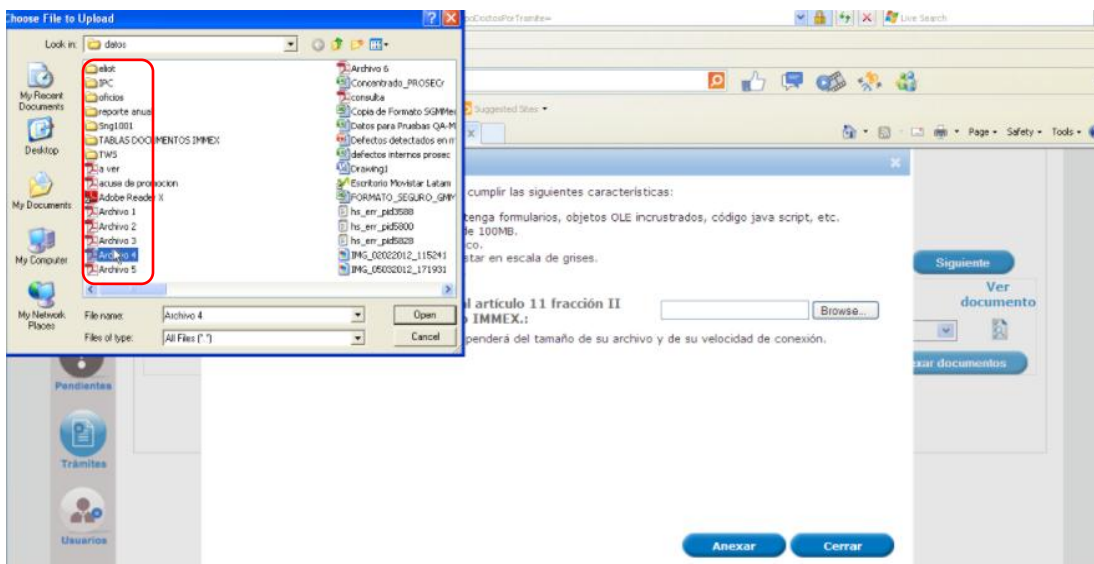 Choose File to Upload
poCostosPorTramite=
Live Search
Look in:
datos
My Recent Documents
Desktop
My Documents
My Computer
My Network Places
eliot
IPC
oficios
reporte anual
Sng1001
TABLAS DOCUMENTOS IMMEX
TWS
a ver
acuse de promocion
Adobe Reader X
Archivo 1
Archivo 2
Archivo 3
Archivo 4
Archivo 5
Archivo 6
Concentrado_PROSECr
consulta
Copia de Formato SGMMe
Datos para Pruebas QA-M
Defectos detectados en
defectos internos prosec
Drawing1
Escritorio Movistar Latam
FORMATO_SEGURO_GMM
hs_err_pid3588
hs_err_pid5800
hs_err_pid5828
IMG_02022012_115241
IMG_05032012_171931
File name:
Archivo 4
Open
Files of type:
All Files (*.*)
Cancel
Suggested Sites
Page
Safety
Tools
cumplir las siguientes características:
tenga formularios, objetos OLE incrustrados, código java script, etc.
de 100MB.
co.
star en escala de grises.
al artículo 11 fracción II
IMMEX.:
Browse...
penderá del tamaño de su archivo y de su velocidad de conexión.
Siguiente
Ver
documento
xar documentos
Pendientes
Trámites
Usuarios
Anexar
Cerrar